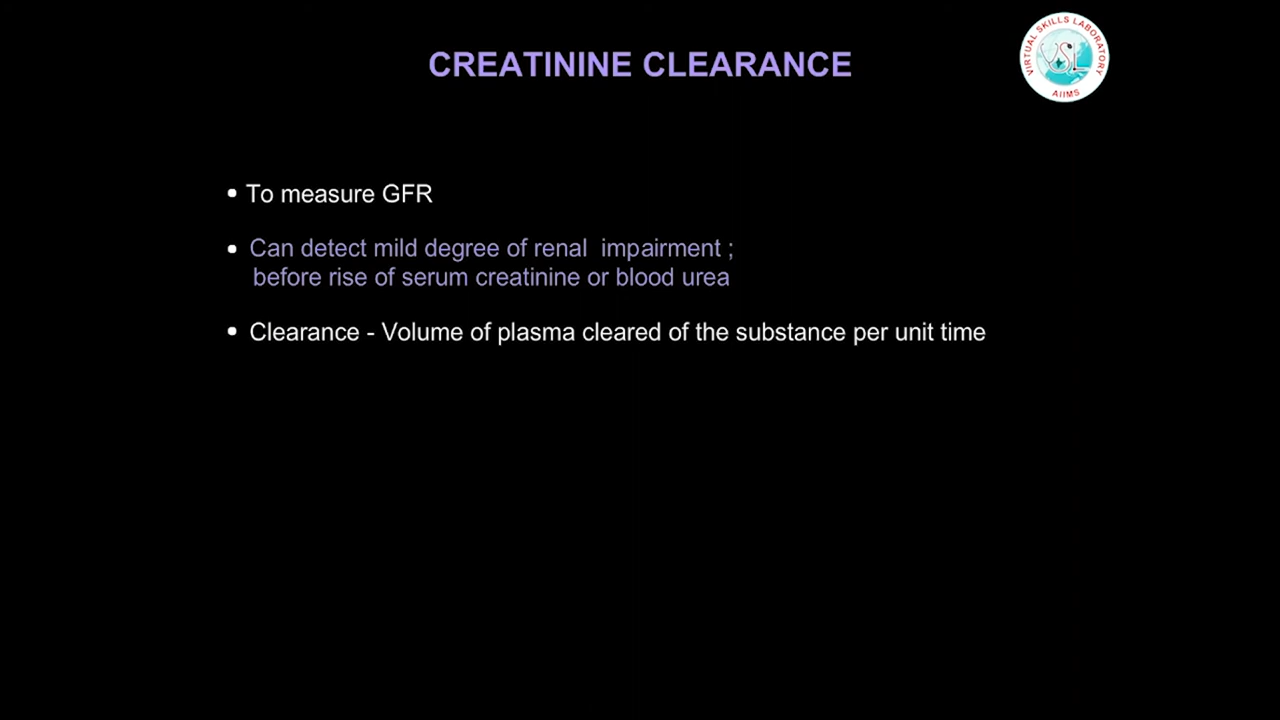 CREATININE CLEARANCE
VIRTUAL SKILLS LABORATORY
VSL
AIIMS
• To measure GFR
• Can detect mild degree of renal impairment ;
before rise of serum creatinine or blood urea
• Clearance - Volume of plasma cleared of the substance per unit time